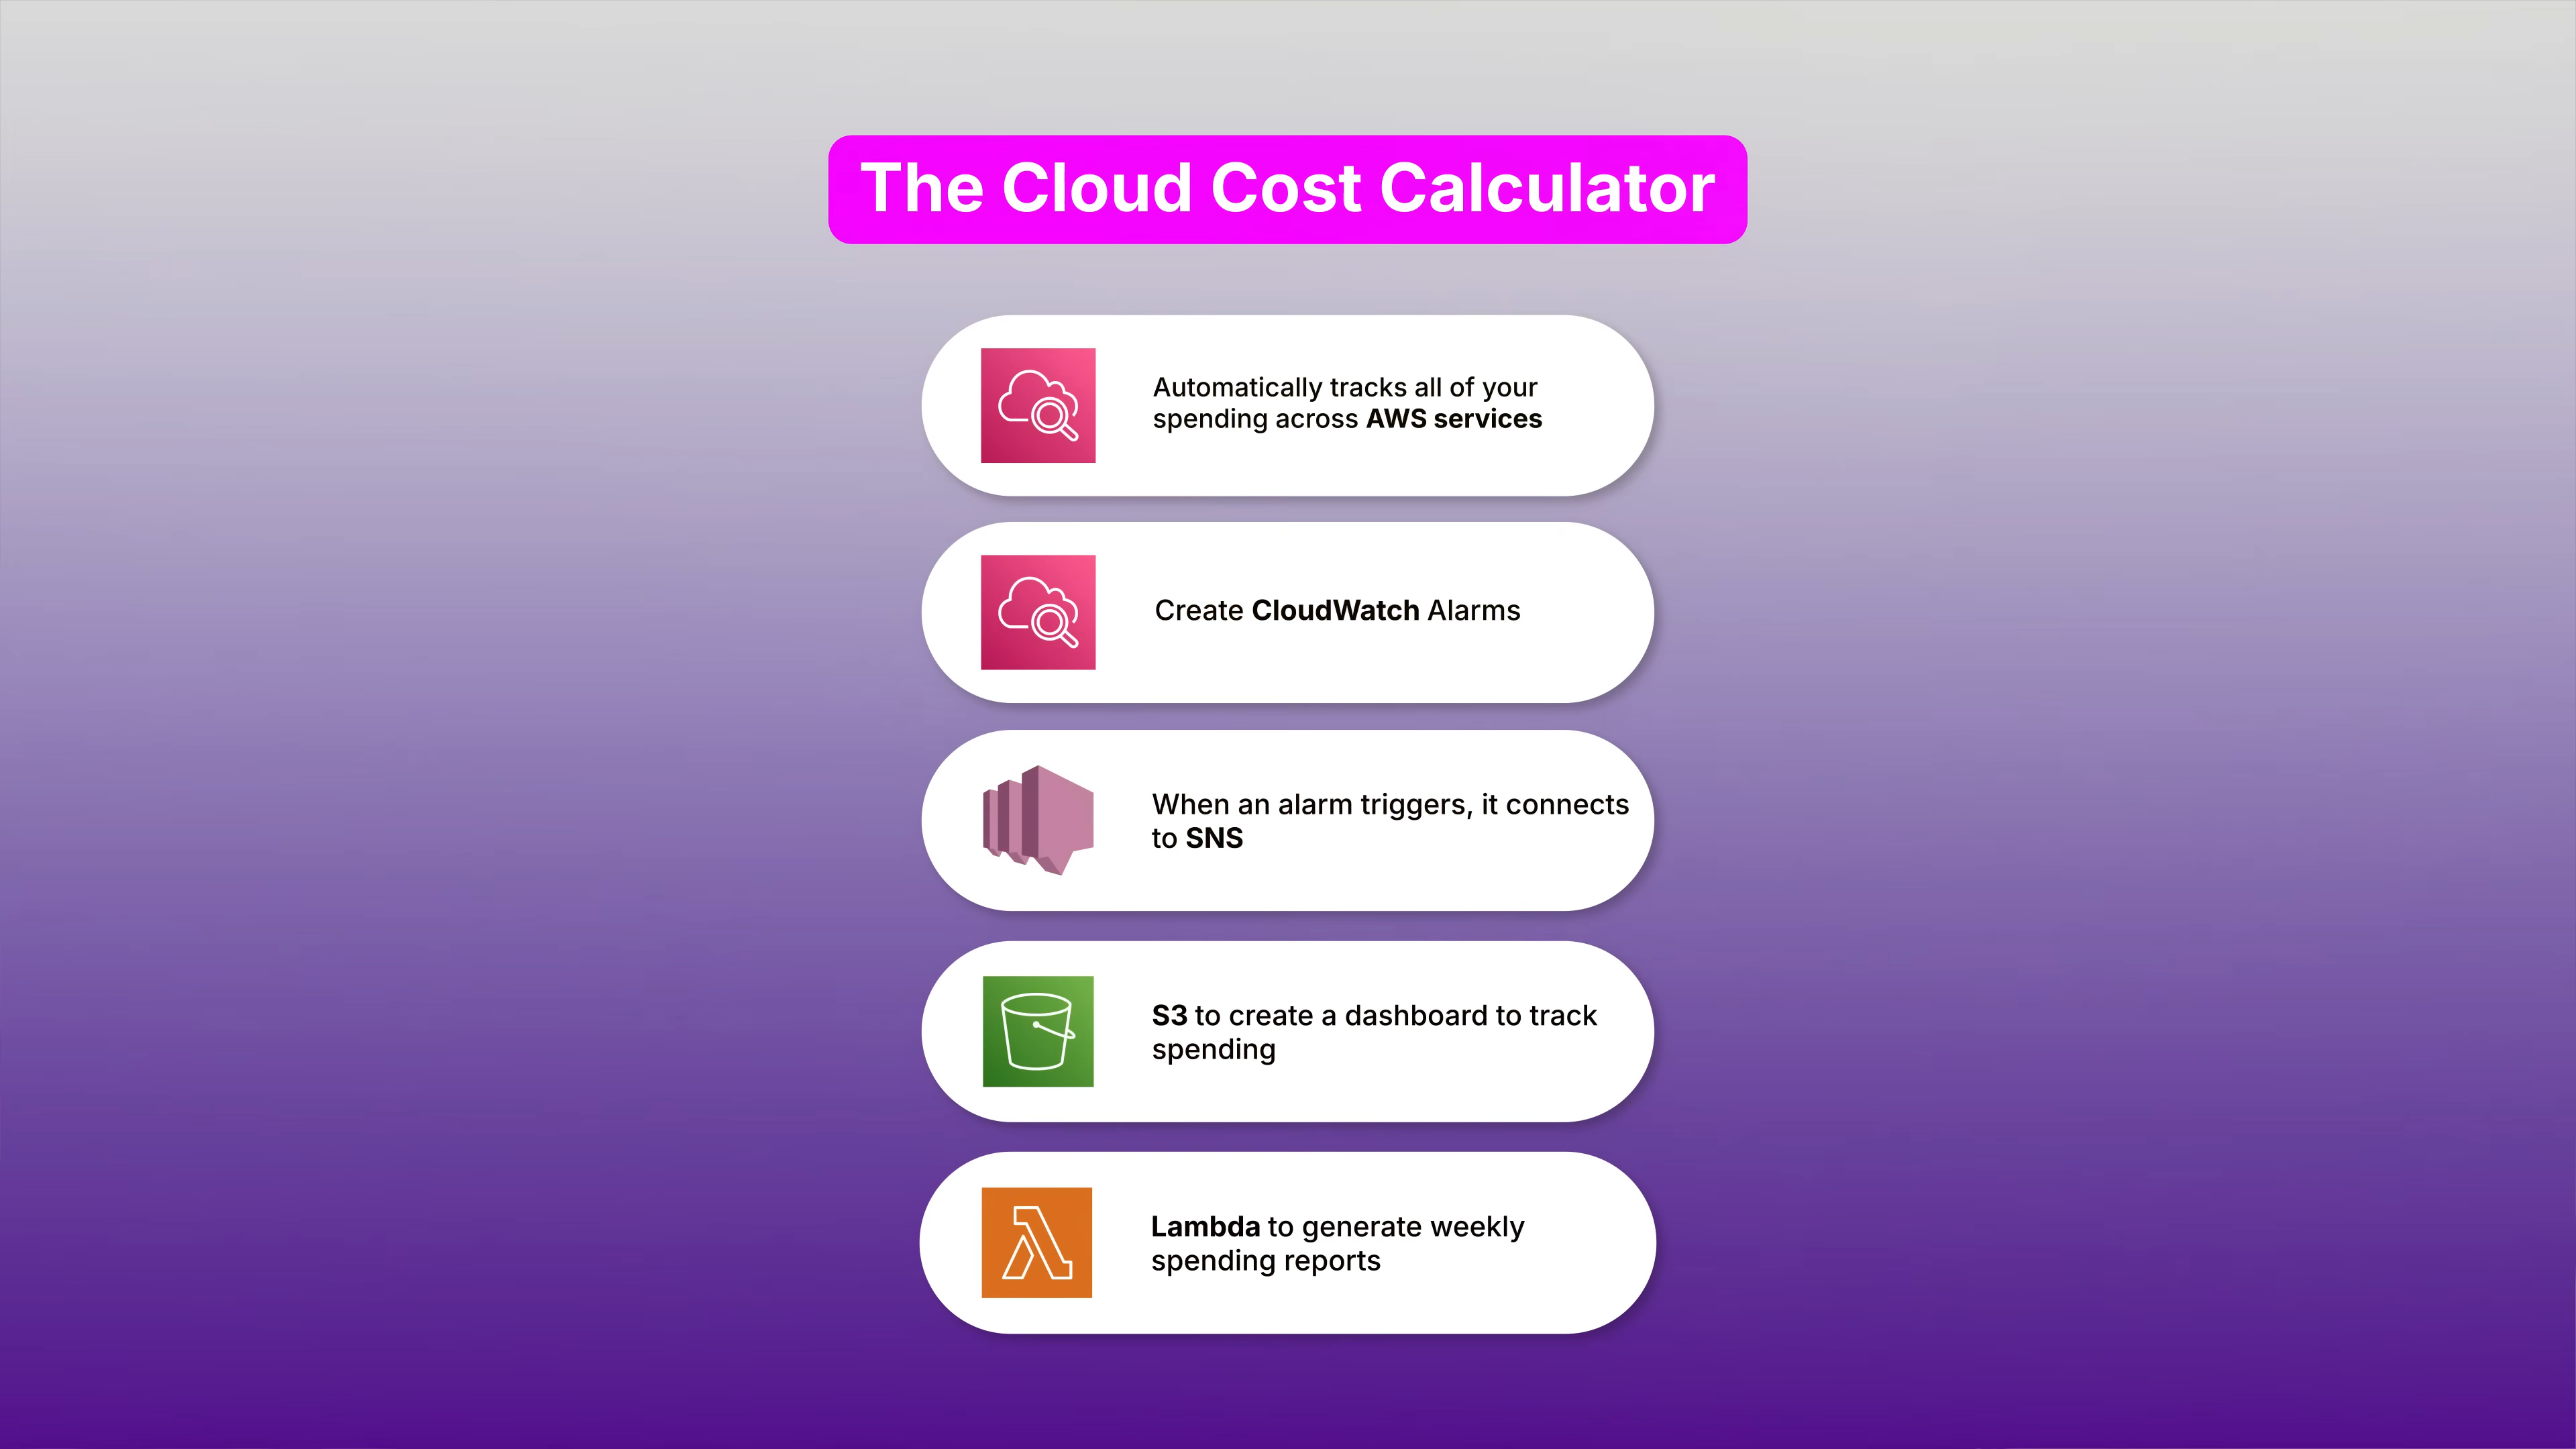 The Cloud Cost Calculator
Automatically tracks all of your
spending across AWS services
Create CloudWatch Alarms
When an alarm triggers, it connects
to SNS
S3 to create a dashboard to track
spending
Lambda to generate weekly
spending reports